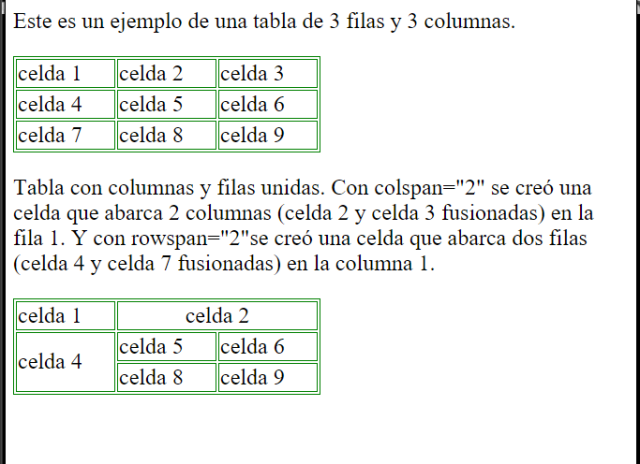 Este es un ejemplo de una tabla de 3 filas y 3 columnas.
celda 1 celda 2 celda 3
celda 4 celda 5 celda 6
celda 7 celda 8 celda 9
Tabla con columnas y filas unidas. Con colspan="2" se creó una
celda que abarca 2 columnas (celda 2 y celda 3 fusionadas) en la
fila 1. Y con rowspan="2"se creó una celda que abarca dos filas
(celda 4 y celda 7 fusionadas) en la columna 1.
celda 1 celda 2
celda 4 celda 5 celda 6
celda 8 celda 9